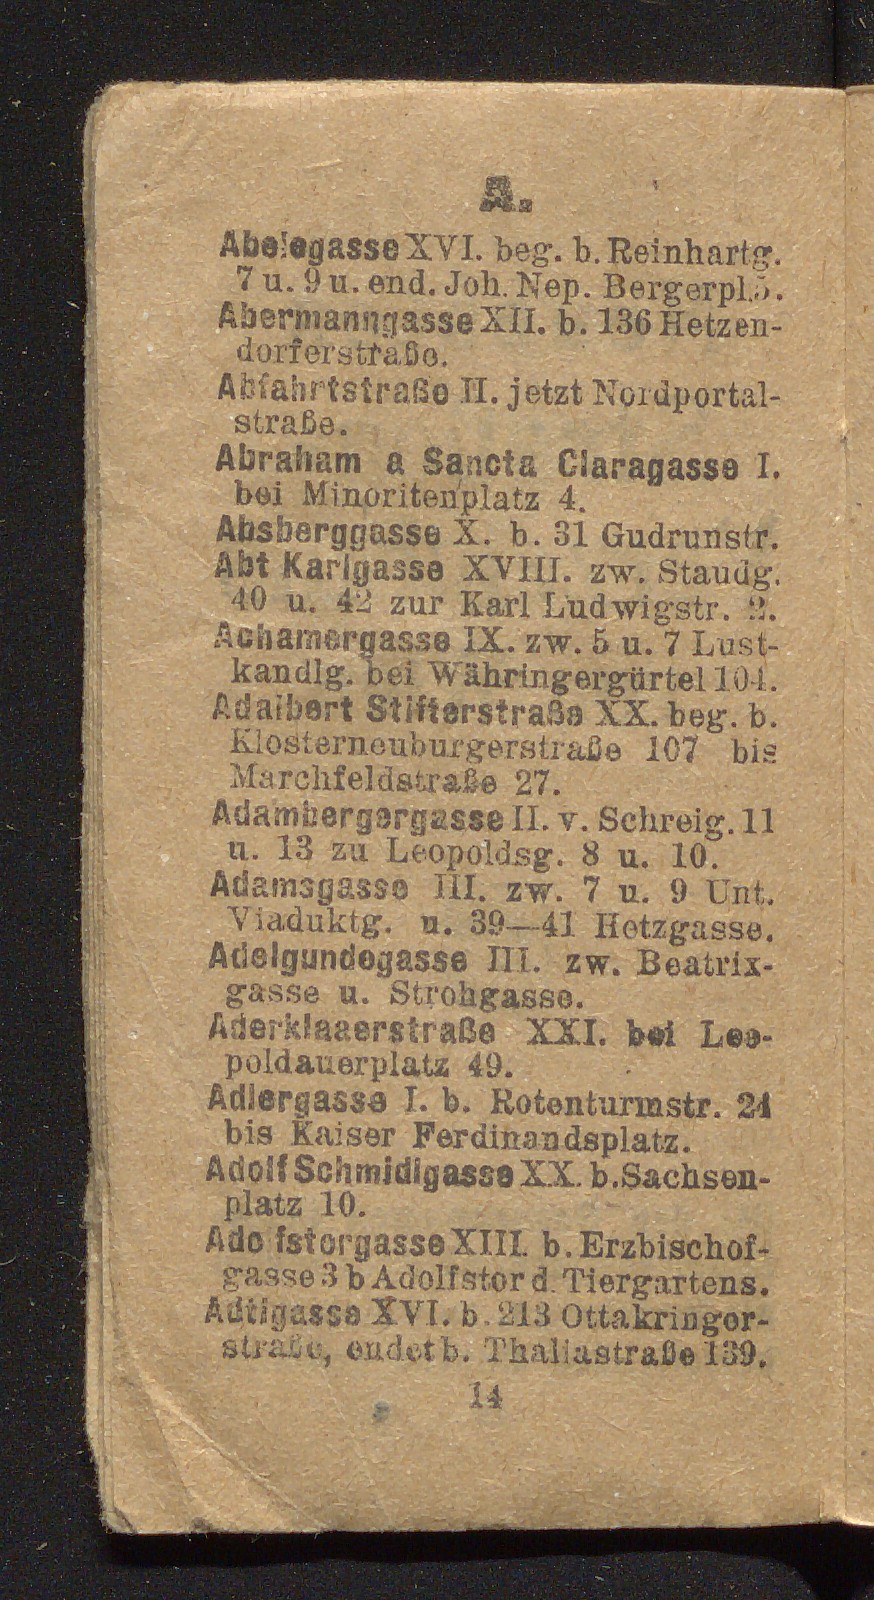 A.
Abelegasse XVI. beg. b. Reinhartg.
7 u. 9 u. end. Joh. Nep. Bergerpl. 5.
Abermanngasse XII. b. 136 Hetzen-
dorferstraße.
Abfahrtstraße II. jetzt Nordportal-
straße.
Abraham a Sancta Claragasse I.
bei Minoritenplatz 4.
Absberggasse X. b. 31 Gudrunstr.
Abt Karlgasse XVIII. zw. Staudg.
40 u. 42 zur Karl Ludwigstr. 2.
Achamergasse IX. zw. 5 u. 7 Lust-
kandlg. bei Währingergürtel 104.
Adalbert Stifterstraße XX. beg. b.
Klosterneuburgerstraße 107 bis
Marchfeldstraße 27.
Adambergergasse II. v. Schreig. 11
u. 13 zu Leopoldsg. 8 u. 10.
Adamsgasse III. zw. 7 u. 9 Unt.
Viaduktg. u. 39—41 Hetzgasse.
Adelgundegasse III. zw. Beatrix-
gasse u. Strohgasse.
Aderklaaerstraße XXI. bei Leo-
poldauerplatz 49.
Adlergasse I. b. Rotenturmstr. 24
bis Kaiser Ferdinandsplatz.
Adolf Schmidlgasse XX. b. Sachsen-
platz 10.
Adolfstorgasse XIII. b. Erzbischof-
gasse 3 b Adolfstor d. Tiergartens.
Adtlgasse XVI. b. 213 Ottakringer-
straße, endet b. Thaliastraße 139.
14